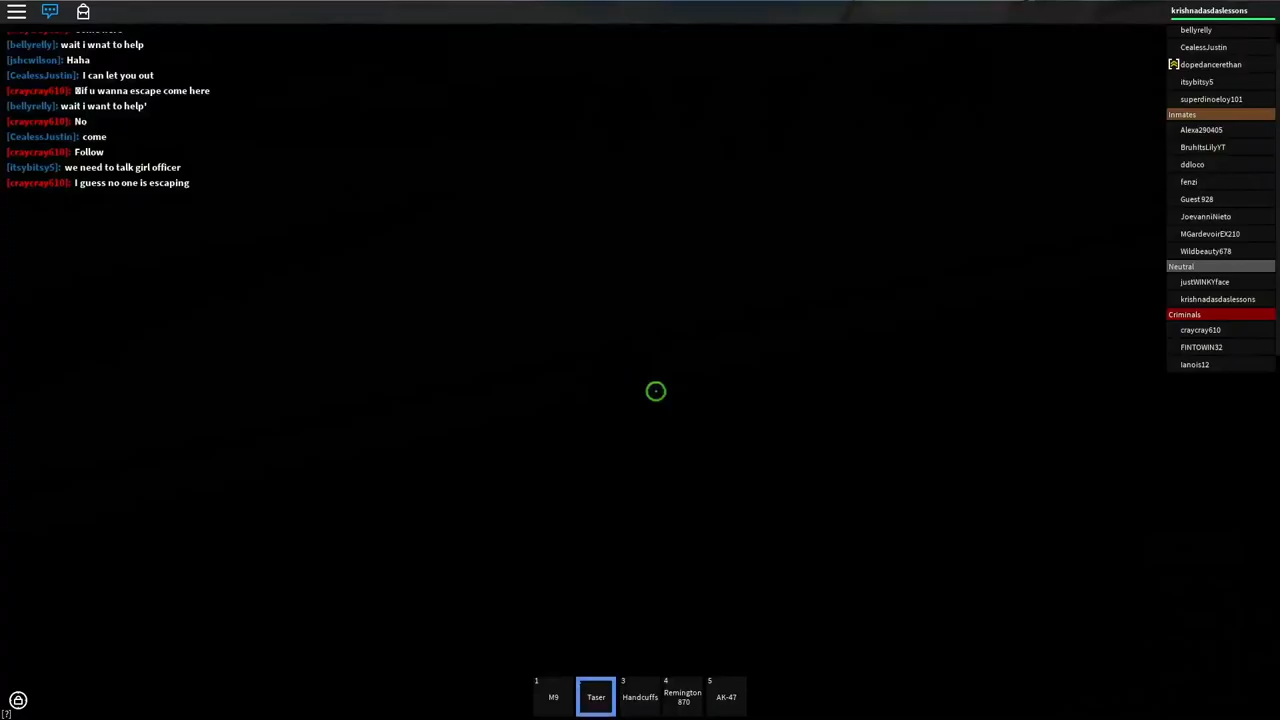 krishnadasdaslessons
[bellyrelly]: wait i wnat to help
[jshcwilson]: Haha
[CealessJustin]: I can let you out
[craycray610]: if u wanna escape come here
[bellyrelly]: wait i want to help'
[craycray610]: No
[CealessJustin]: come
[craycray610]: Follow
[itsybitsy5]: we need to talk girl officer
[craycray610]: I guess no one is escaping
bellyrelly
CealessJustin
dopedancerethan
itsybitsy5
superdinoeloy101
Inmates
Alexa290405
BruhItsLilyYT
ddloco
fenzi
Guest 928
JoevanniNieto
MGardevoirEX210
Wildbeauty678
Neutral
justWINKYface
krishnadasdaslessons
Criminals
craycray610
FINTOWIN32
lanois12
1
M9
Taser
3
Handcuffs
4
Remington
870
5
AK-47
[?]